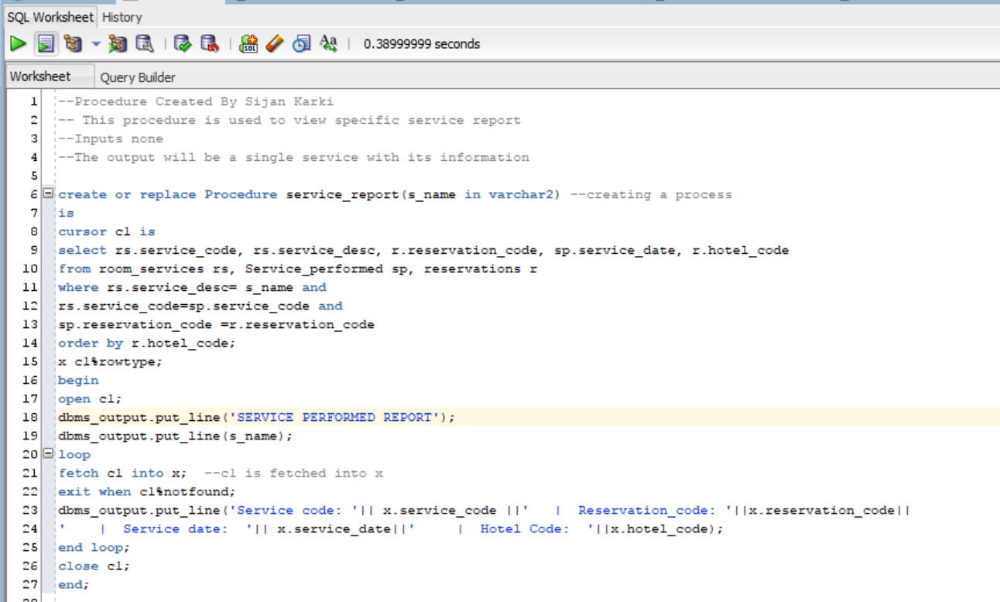 SQL Worksheet History
0.38999999 seconds
Worksheet Query Builder
1 --Procedure Created By Sijan Karki
2 -- This procedure is used to view specific service report
3 --Inputs none
4 --The output will be a single service with its information
5
6 create or replace Procedure service_report(s_name in varchar2) --creating a process
7 is
8 cursor cl is
9 select rs.service_code, rs.service_desc, r.reservation_code, sp.service_date, r.hotel_code
10 from room_services rs, Service_performed sp, reservations r
11 where rs.service_desc= s_name and
12 rs.service_code=sp.service_code and
13 sp.reservation_code =r.reservation_code
14 order by r.hotel_code;
15 x cl%rowtype;
16 begin
17 open cl;
18 dbms_output.put_line('SERVICE PERFORMED REPORT');
19 dbms_output.put_line(s_name);
20 loop
21 fetch cl into x;  --cl is fetched into x
22 exit when cl%notfound;
23 dbms_output.put_line('Service code: '|| x.service_code ||'   |  Reservation_code: '||x.reservation_code||
24 '    |  Service date:  '|| x.service_date||'     |  Hotel Code:  '||x.hotel_code);
25 end loop;
26 close cl;
27 end;